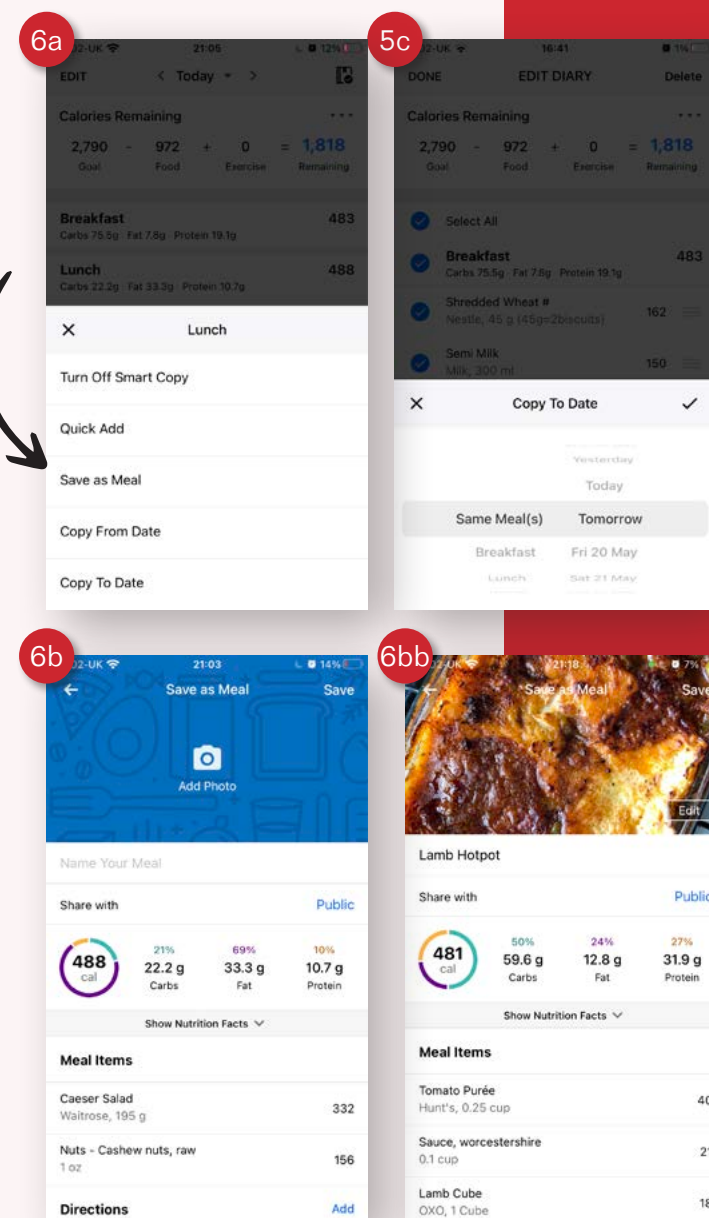 6a
21:05
12%
EDIT
< Today >
Calories Remaining
...
2,790 - 972 + 0 = 1,818
Goal Food Exercise Remaining
Breakfast 483
Carbs 75.5g Fat 7.8g Protein 19.1g
Lunch 488
Carbs 22.2g Fat 33.3g Protein 10.7g
Lunch
Turn Off Smart Copy
Quick Add
Save as Meal
Copy From Date
Copy To Date
5c
16:41
1%
DONE EDIT DIARY Delete
Calories Remaining
...
2,790 - 972 + 0 = 1,818
Goal Food Exercise Remaining
Select All
Breakfast 483
Carbs 75.5g Fat 7.8g Protein 19.1g
Shredded Wheat # 162
Nestle, 45 g (45g=2biscuits)
Semi Milk 150
Milk, 300 ml
Copy To Date
Yesterday
Today
Same Meal(s) Tomorrow
Breakfast Fri 20 May
Lunch Sat 21 May
6b
2-UK 21:03 14%
Save as Meal Save
Add Photo
Name Your Meal
Share with Public
488 21% 69% 10%
cal 22.2 g 33.3 g 10.7 g
Carbs Fat Protein
Show Nutrition Facts
Meal Items
Caeser Salad 332
Waitrose, 195 g
Nuts - Cashew nuts, raw 156
1 oz
Directions Add
6bb
21:18 7%
Save as Meal Save
Edit
Lamb Hotpot
Share with Public
481 50% 24% 27%
cal 59.6 g 12.8 g 31.9 g
Carbs Fat Protein
Show Nutrition Facts
Meal Items
Tomato Purée 40
Hunt's, 0.25 cup
Sauce, worcestershire
0.1 cup
Lamb Cube
OXO, 1 Cube